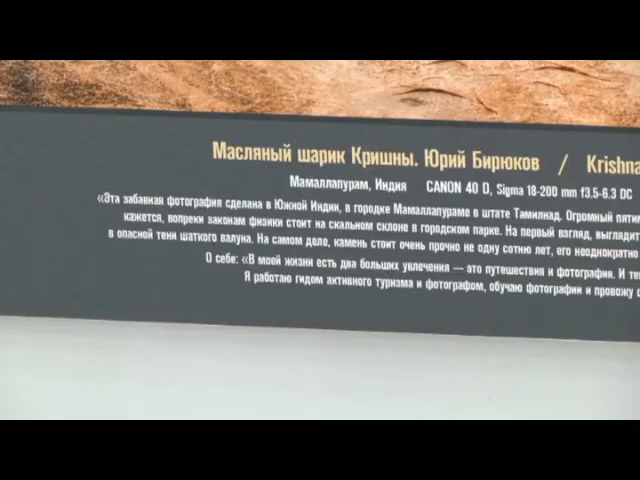 Масляный шарик Кришны. Юрий Бирюков / Krishna
Мамаллапурам, Индия CANON 40 D, Sigma 18-200 mm f3.5-6.3 DC
«Эта забавная фотография сделана в Южной Индии, в городке Мамаллапураме в штате Тамилнад. Огромный
кажется, вопреки законам физики стоит на скальном склоне в городском парке. На первый взгляд,
в опасной тени шаткого валуна. На самом деле, камень стоит очень прочно не одну сотню лет, его неоднократно
О себе: «В моей жизни есть два больших увлечения — это путешествия и фотография. И
Я работаю гидом активного туризма и фотографом, обучаю фотографии и провожу